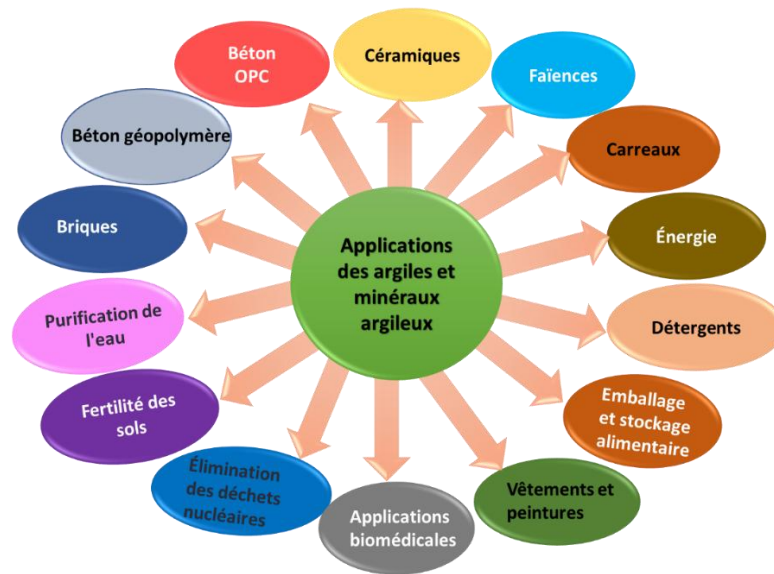 Béton
OPC
Céramiques
Faïences
Carreaux
Énergie
Détergents
Emballage
et stockage
alimentaire
Vêtements et
peintures
Applications
biomédicales
Élimination
des déchets
nucléaires
Fertilité des
sols
Purification de
l'eau
Briques
Béton géopolymère
Applications
des argiles et
minéraux
argileux